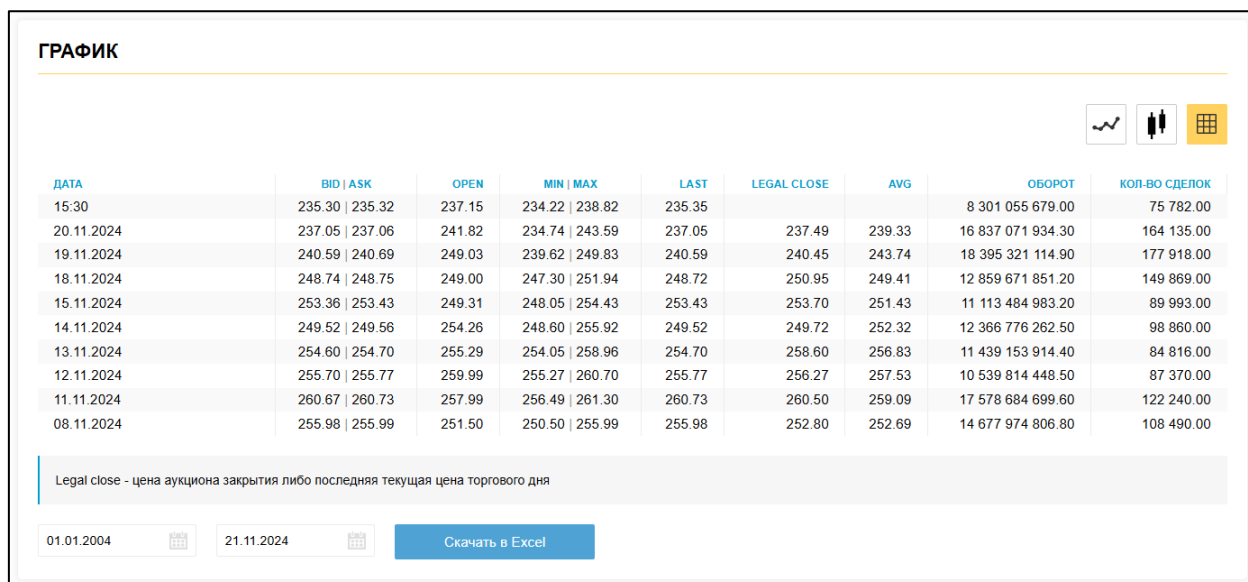 ГРАФИК
ДАТА BID | ASK OPEN MIN | MAX LAST LEGAL CLOSE AVG ОБОРОТ КОЛ-ВО СДЕЛОК
15:30 235.30 | 235.32 237.15 234.22 | 238.82 235.35 8 301 055 679.00 75 782.00
20.11.2024 237.05 | 237.06 241.82 234.74 | 243.59 237.05 237.49 239.33 16 837 071 934.30 164 135.00
19.11.2024 240.59 | 240.69 249.03 239.62 | 249.83 240.59 240.45 243.74 18 395 321 114.90 177 918.00
18.11.2024 248.74 | 248.75 249.00 247.30 | 251.94 248.72 250.95 249.41 12 859 671 851.20 149 869.00
15.11.2024 253.36 | 253.43 249.31 248.05 | 254.43 253.43 253.70 251.43 11 113 484 983.20 89 993.00
14.11.2024 249.52 | 249.56 254.26 248.60 | 255.92 249.52 249.72 252.32 12 366 776 262.50 98 860.00
13.11.2024 254.60 | 254.70 255.29 254.05 | 258.96 254.70 258.60 256.83 11 439 153 914.40 84 816.00
12.11.2024 255.70 | 255.77 259.99 255.27 | 260.70 255.77 256.27 257.53 10 539 814 448.50 87 370.00
11.11.2024 260.67 | 260.73 257.99 256.49 | 261.30 260.73 260.50 259.09 17 578 684 699.60 122 240.00
08.11.2024 255.98 | 255.99 251.50 250.50 | 255.99 255.98 252.80 252.69 14 677 974 806.80 108 490.00
Legal close - цена аукциона закрытия либо последняя текущая цена торгового дня
01.01.2004 21.11.2024 Скачать в Excel